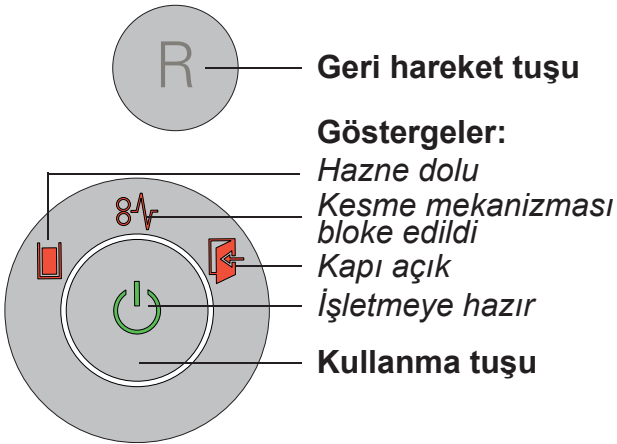 R
Geri hareket tuşu
Göstergeler:
Hazne dolu
Kesme mekanizması
bloke edildi
Kapı açık
İşletmeye hazır
Kullanma tuşu